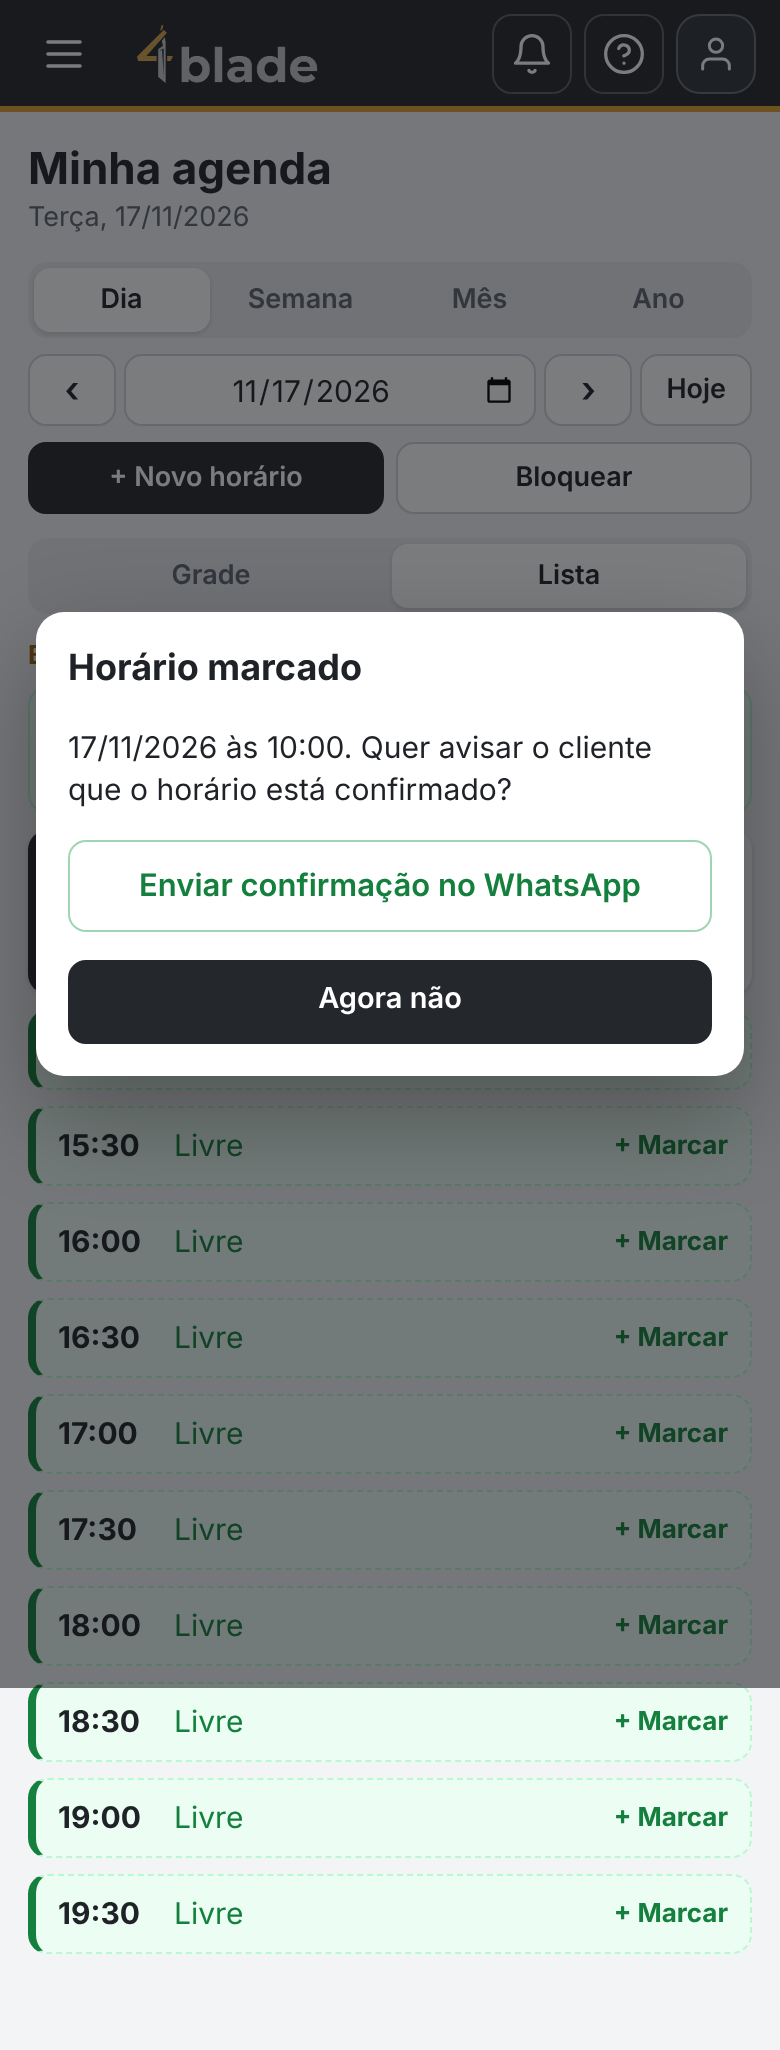 4blade
Minha agenda
Terça, 17/11/2026
Dia Semana Mês Ano
‹ 11/17/2026 › Hoje
+ Novo horário Bloquear
Grade Lista
Horário marcado
17/11/2026 às 10:00. Quer avisar o cliente
que o horário está confirmado?
Enviar confirmação no WhatsApp
Agora não
15:30 Livre + Marcar
16:00 Livre + Marcar
16:30 Livre + Marcar
17:00 Livre + Marcar
17:30 Livre + Marcar
18:00 Livre + Marcar
18:30 Livre + Marcar
19:00 Livre + Marcar
19:30 Livre + Marcar